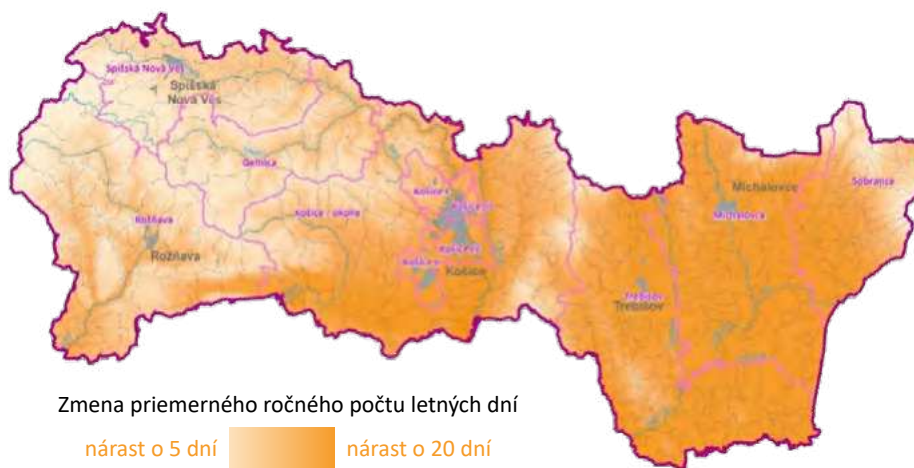 Spišská Nová Ves
Spišská
Nová Ves
Gelnica
Rožňava
Rožňava
Košice - okolie
Košice I
Košice
Michalovce
Michalovce
Sobrance
Trebišov
Trebišov
Zmena priemerného ročného počtu letných dní
nárast o 5 dní nárast o 20 dní